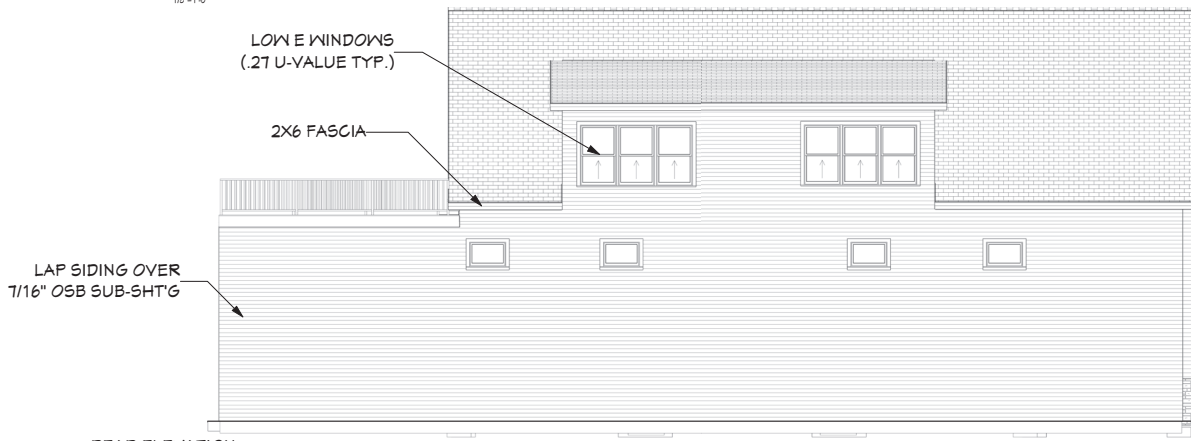 LOW E WINDOWS
(.27 U-VALUE TYP.)
2X6 FASCIA
LAP SIDING OVER
7/16" OSB SUB-SHT'G